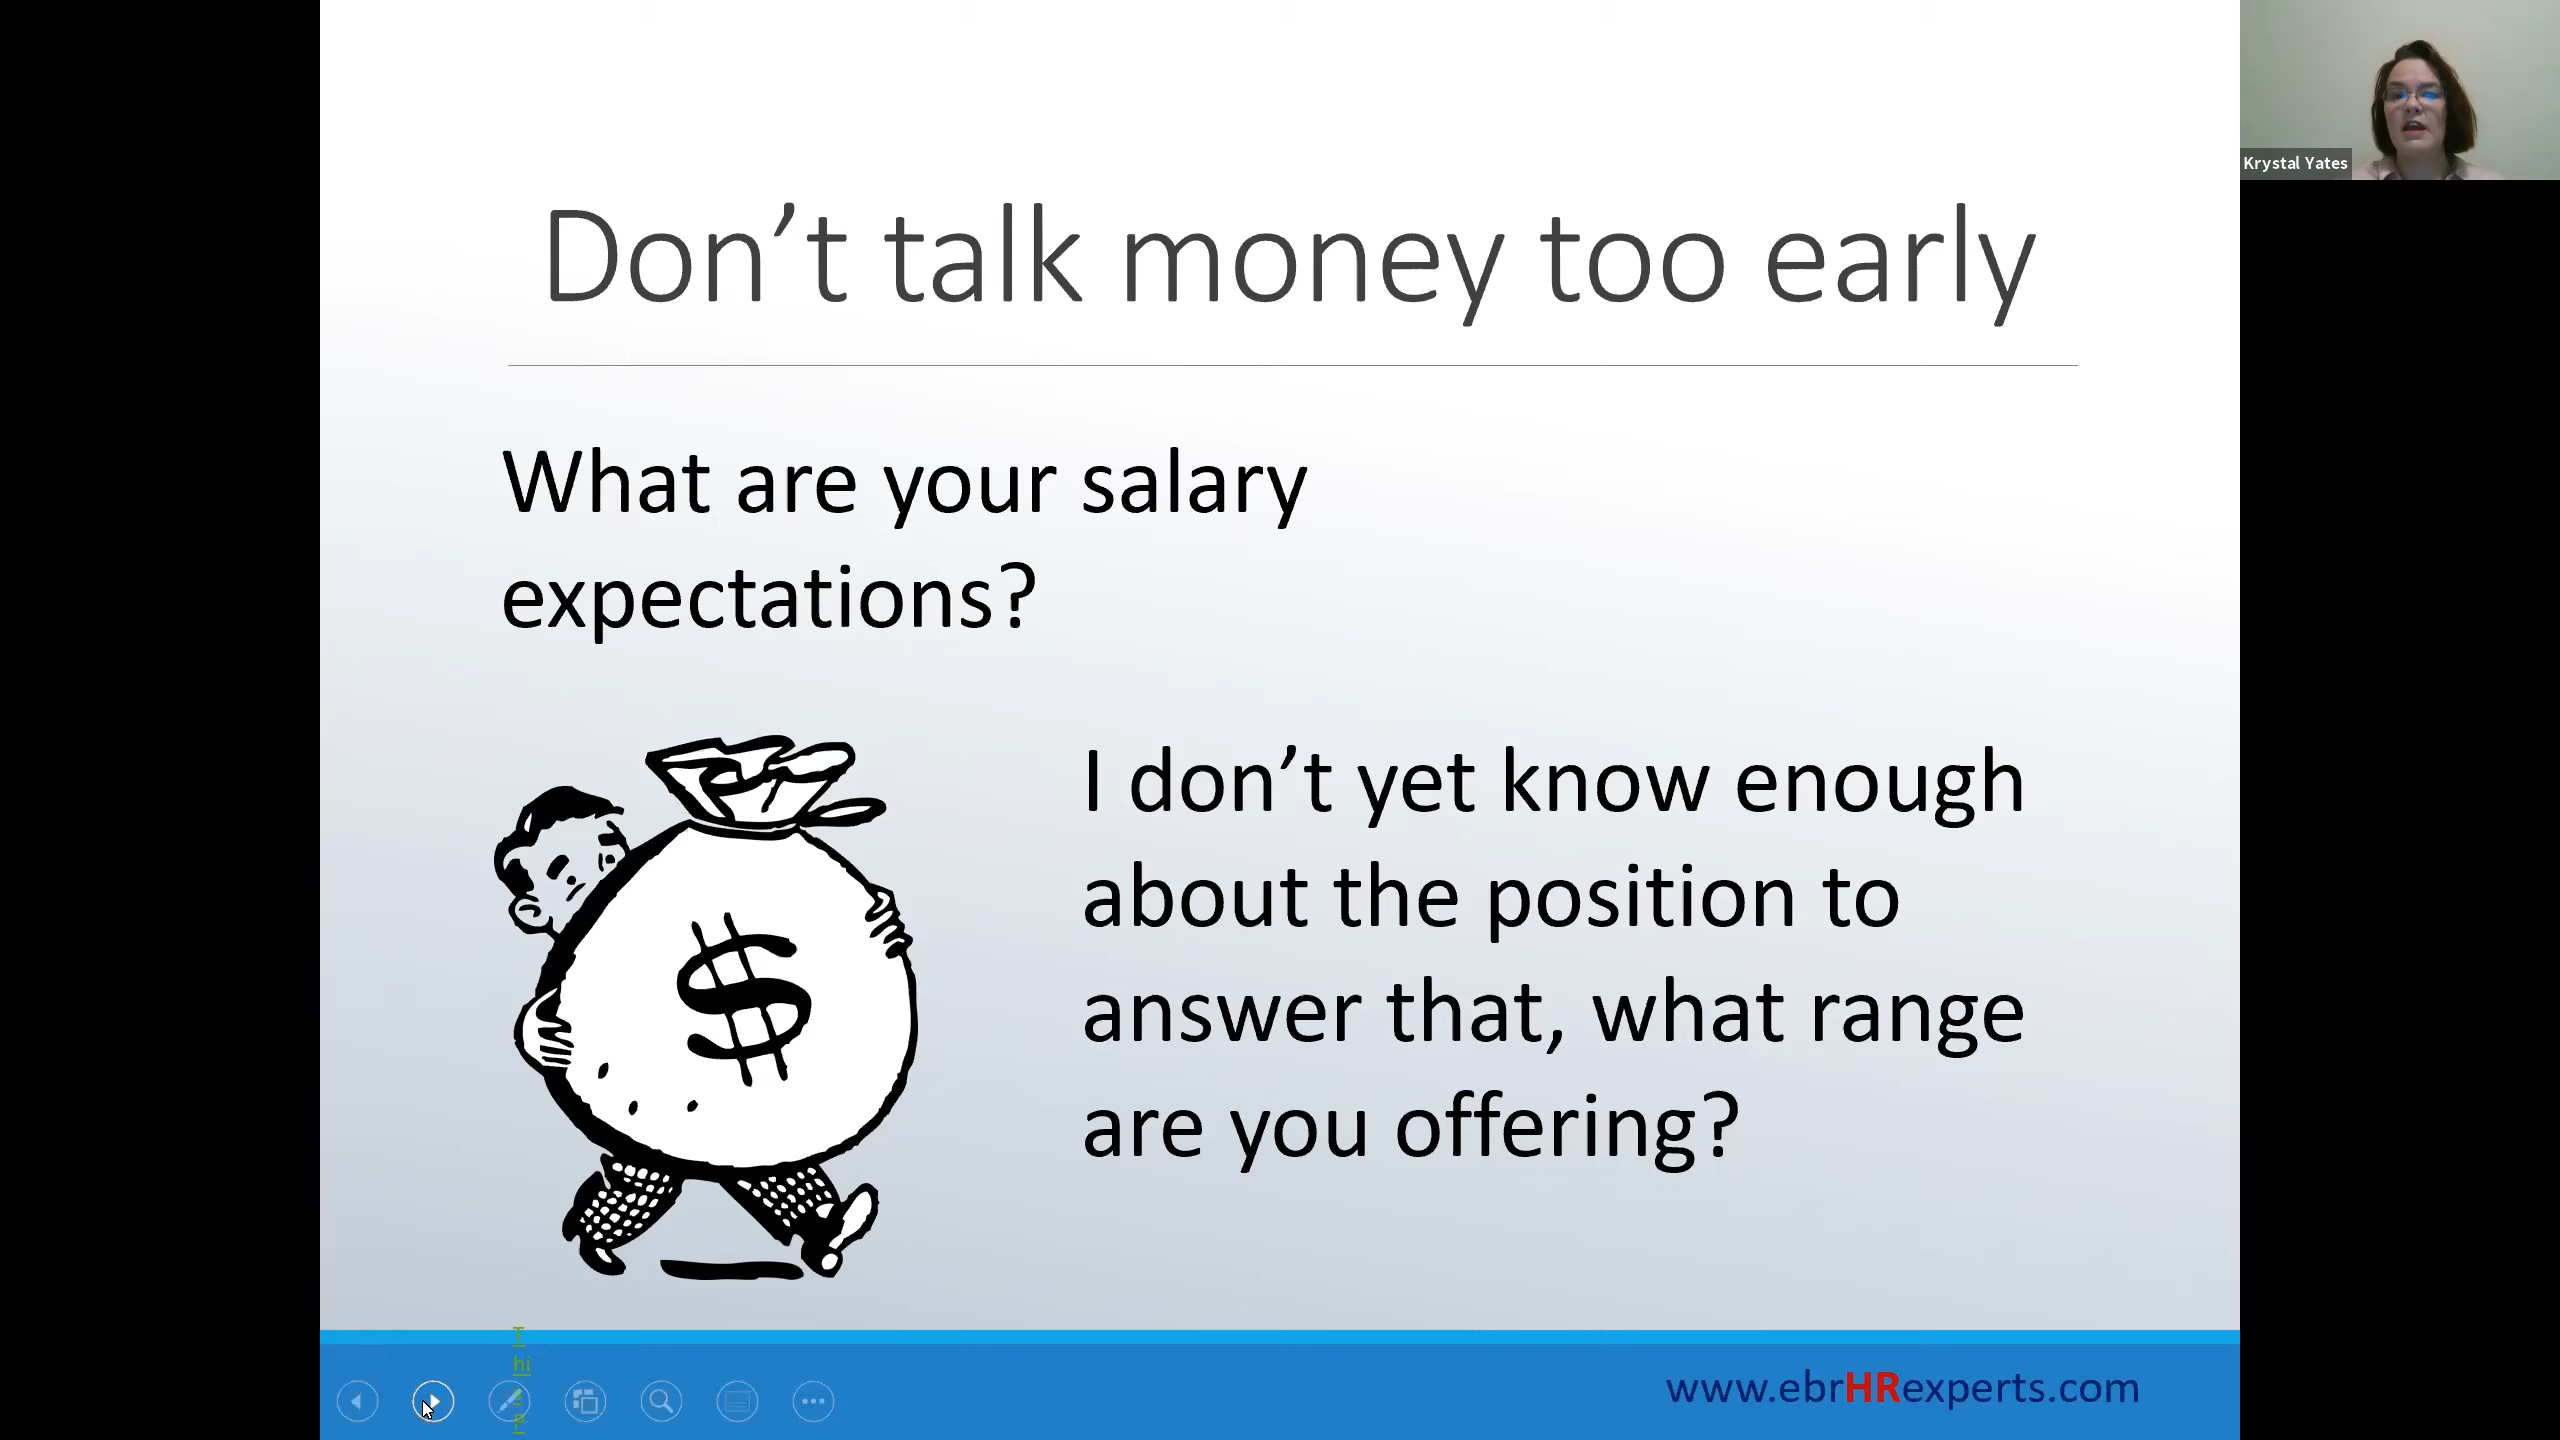 Krystal Yates
Don’t talk money too early
What are your salary
expectations?
$
I don’t yet know enough
about the position to
answer that, what range
are you offering?
www.ebrHRexperts.com
T
hi